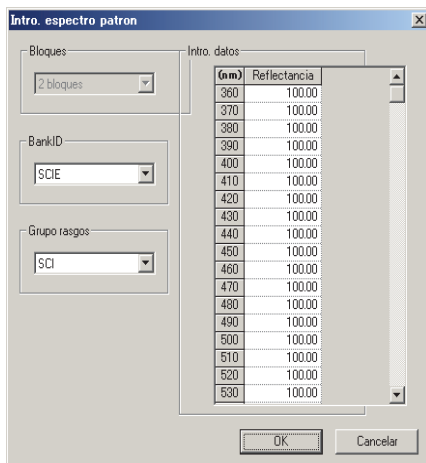 Intro. espectro patron
Bloques
2 bloques
BankID
SCIE
Grupo rasgos
SCI
Intro. datos
(nm) Reflectancia
360 100.00
370 100.00
380 100.00
390 100.00
400 100.00
410 100.00
420 100.00
430 100.00
440 100.00
450 100.00
460 100.00
470 100.00
480 100.00
490 100.00
500 100.00
510 100.00
520 100.00
530 100.00
OK
Cancelar